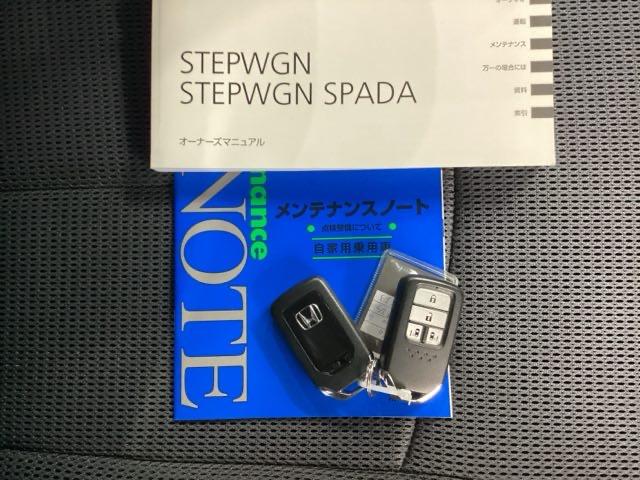 運転
メンテナンス
万一の場合には
資料
索引
STEPWGN
STEPWGN SPADA
オーナーズマニュアル
nance
NOTE
メンテナンスノート
点検整備について
自家用乗用車